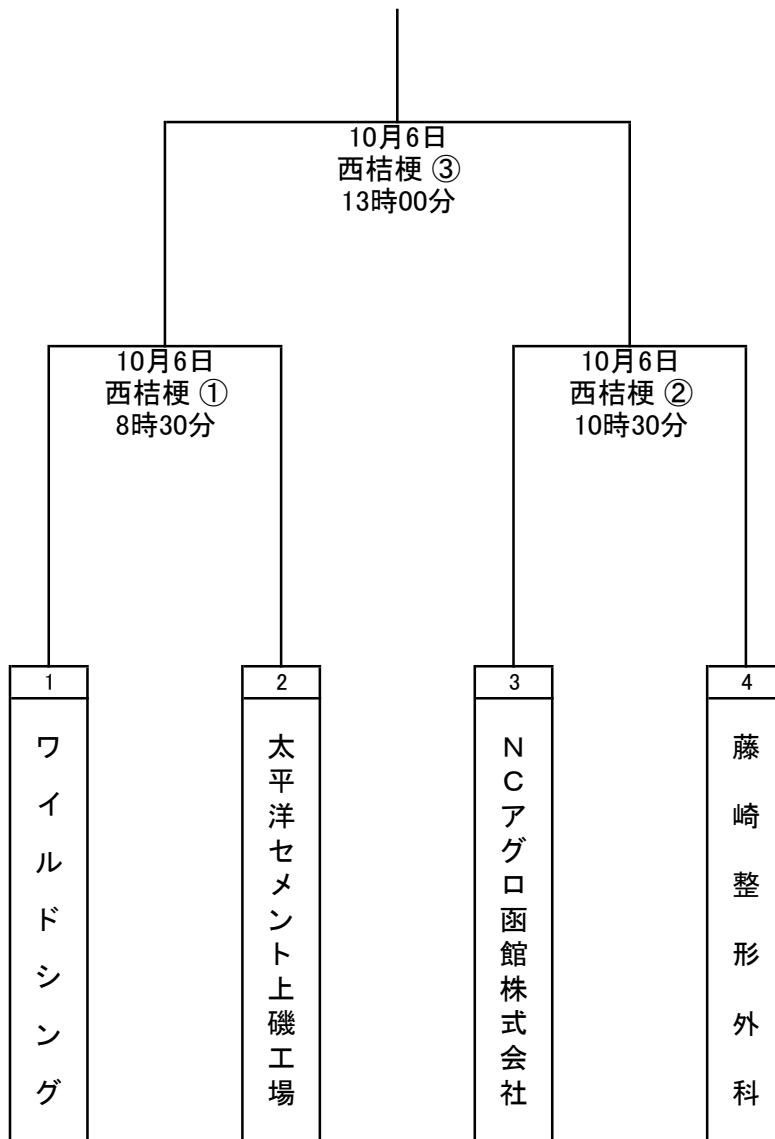 10月6日
西桔梗 ③
13時00分
10月6日
西桔梗 ①
8時30分
10月6日
西桔梗 ②
10時30分
1
2
3
4
ワイルドシング
太平洋セメント上磯工場
NCアグロ函館株式会社
藤崎整形外科